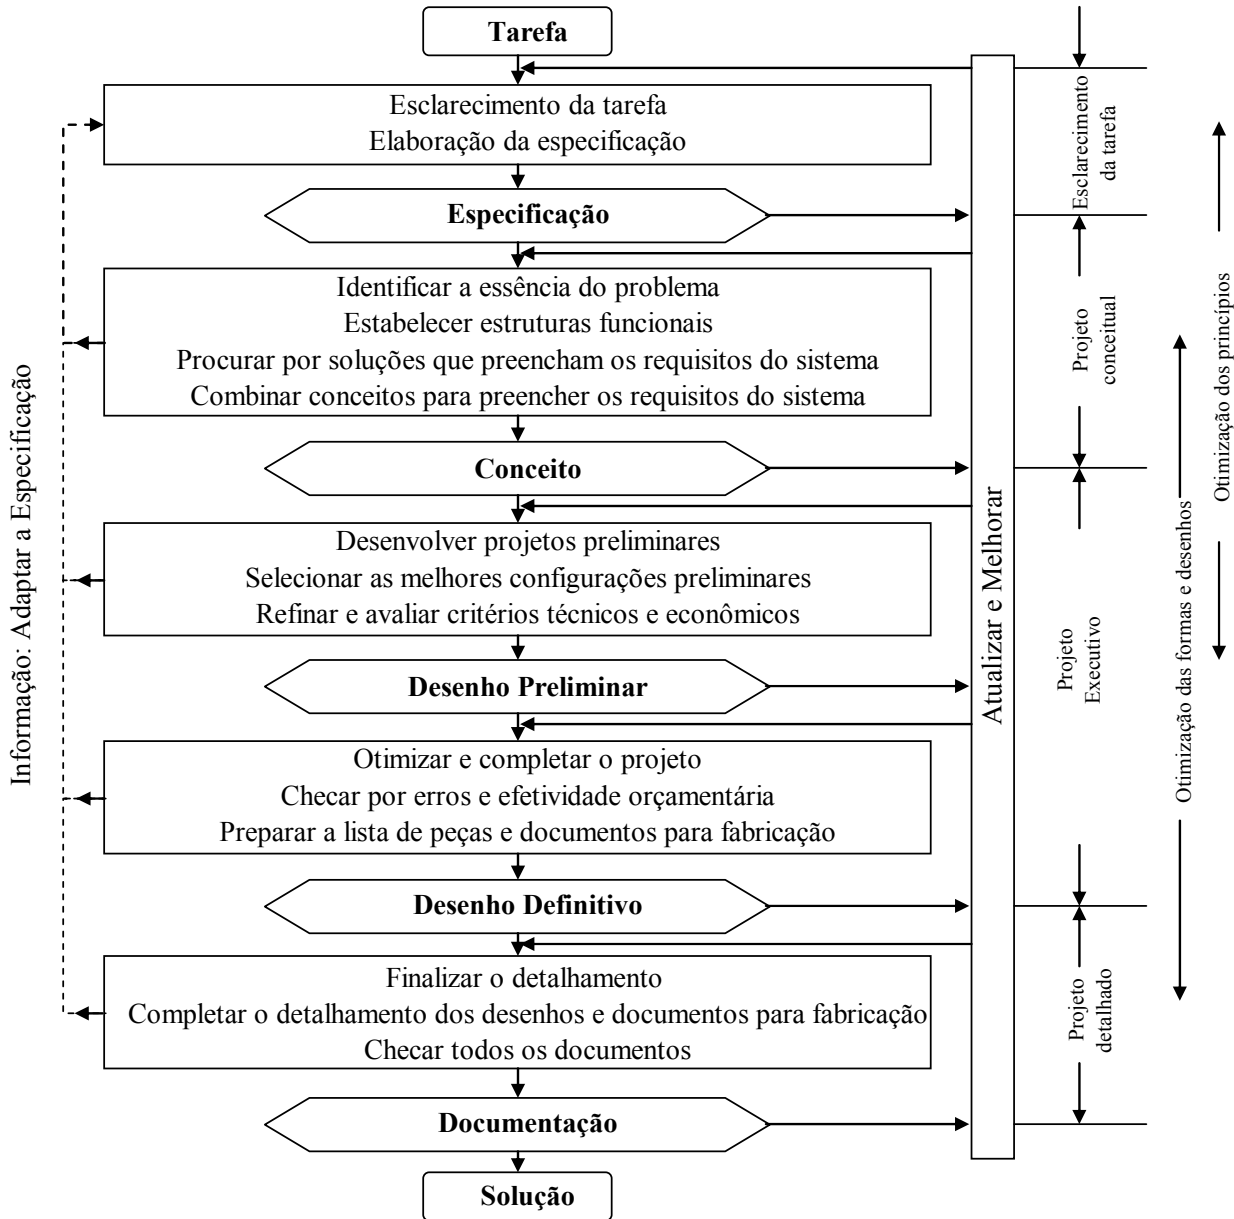 Tarefa
Esclarecimento da tarefa
Elaboração da especificação
Especificação
Identificar a essência do problema
Estabelecer estruturas funcionais
Procurar por soluções que preencham os requisitos do sistema
Combinar conceitos para preencher os requisitos do sistema
Conceito
Desenvolver projetos preliminares
Selecionar as melhores configurações preliminares
Refinar e avaliar critérios técnicos e econômicos
Desenho Preliminar
Otimizar e completar o projeto
Checar por erros e efetividade orçamentária
Preparar a lista de peças e documentos para fabricação
Desenho Definitivo
Finalizar o detalhamento
Completar o detalhamento dos desenhos e documentos para fabricação
Checar todos os documentos
Documentação
Solução
Informação: Adaptar a Especificação
Atualizar e Melhorar
Esclarecimento
da tarefa
Projeto
conceitual
Projeto
Executivo
Projeto
detalhado
Otimização das formas e desenhos
Otimização dos princípios